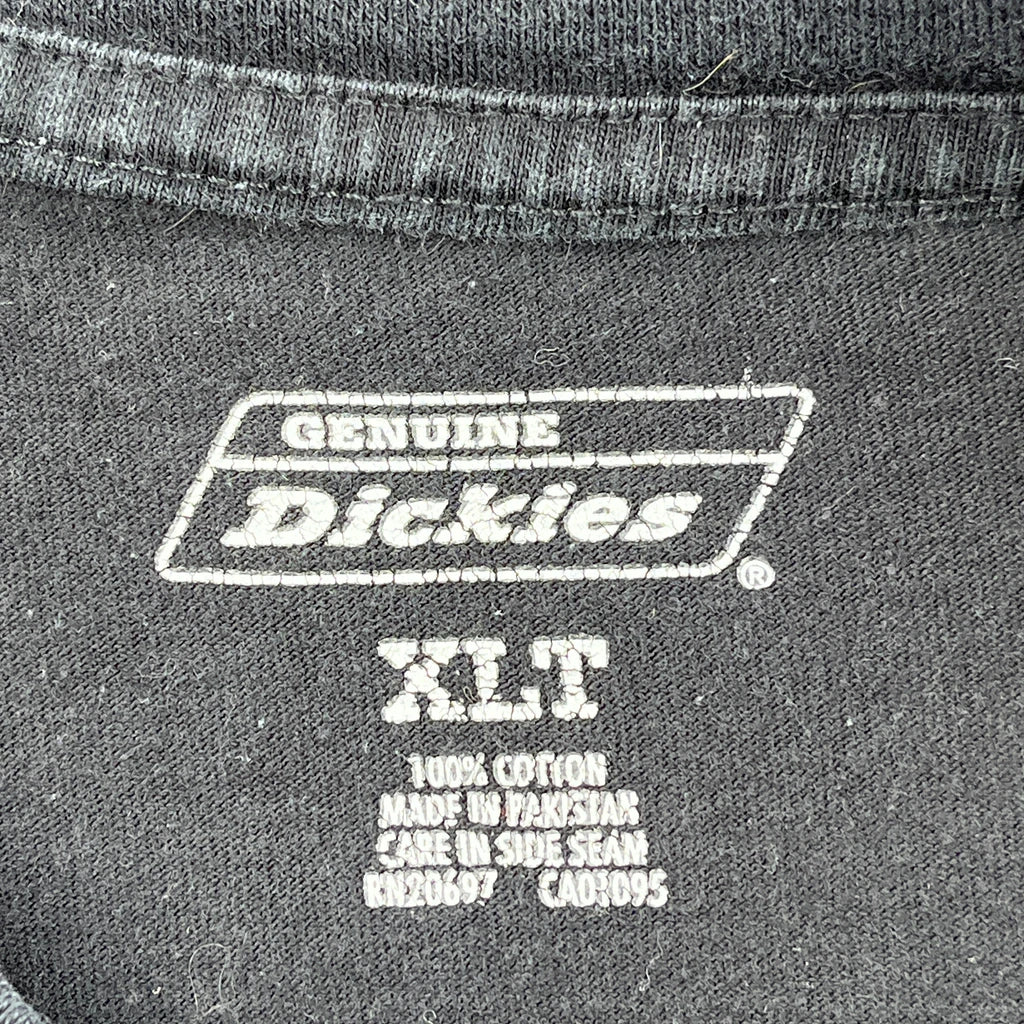 GENUINE
Dickies
®
XLT
100% COTTON
MADE IN PAKISTAN
CARE IN SIDE SEAM
RN20697 CA01095